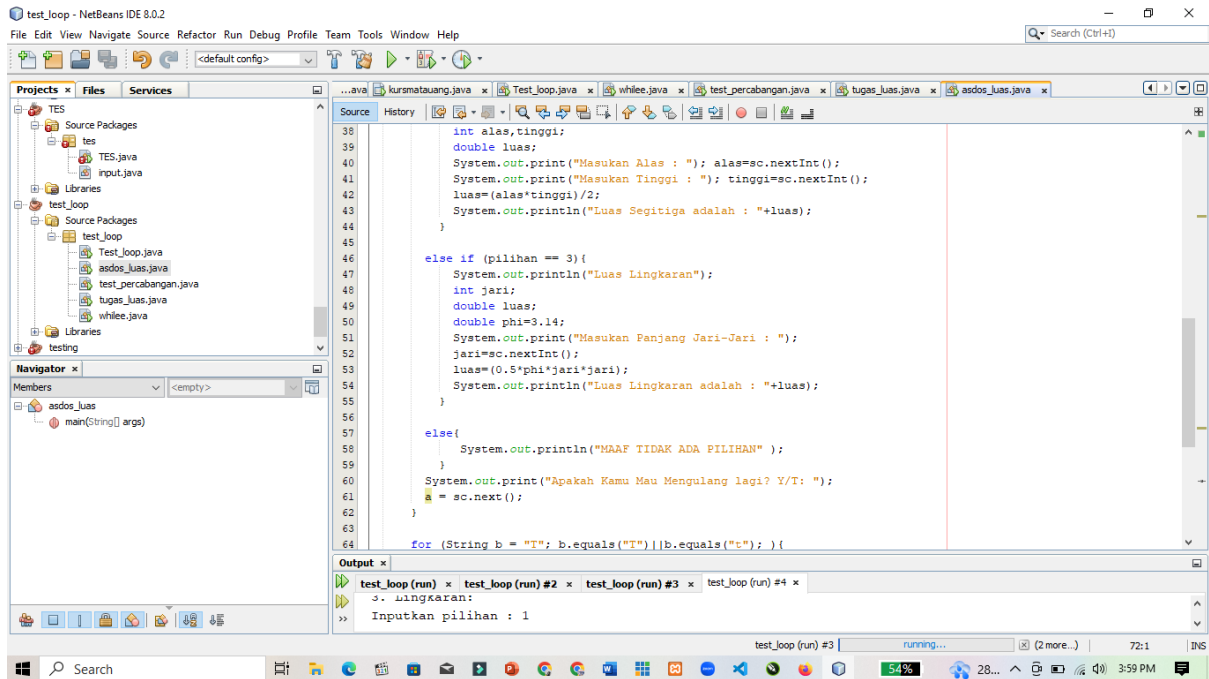 test_loop - NetBeans IDE 8.0.2
File Edit View Navigate Source Refactor Run Debug Profile Team Tools Window Help
Search (Ctrl+I)
<default config>
Projects Files Services
TES
Source Packages
tes
TES.java
input.java
Libraries
test_loop
Source Packages
test_loop
Test_loop.java
asdos_luas.java
test_percabangan.java
tugas_luas.java
whilee.java
Libraries
testing
Navigator
Members <empty>
asdos_luas
main(String[] args)
...ava kursmatauang.java Test_loop.java whilee.java test_percabangan.java tugas_luas.java asdos_luas.java
Source History
38 int alas,tinggi;
39 double luas;
40 System.out.print("Masukan Alas : "); alas=sc.nextInt();
41 System.out.print("Masukan Tinggi : "); tinggi=sc.nextInt();
42 luas=(alas*tinggi)/2;
43 System.out.println("Luas Segitiga adalah : "+luas);
44 }
45
46 else if (pilihan == 3){
47 System.out.println("Luas Lingkaran");
48 int jari;
49 double luas;
50 double phi=3.14;
51 System.out.print("Masukan Panjang Jari-Jari : ");
52 jari=sc.nextInt();
53 luas=(0.5*phi*jari*jari);
54 System.out.println("Luas Lingkaran adalah : "+luas);
55 }
56
57 else{
58 System.out.println("MAAF TIDAK ADA PILIHAN" );
59 }
60 System.out.print("Apakah Kamu Mau Mengulang lagi? Y/T: ");
61 a = sc.next();
62 }
63
64 for (String b = "T"; b.equals("T")||b.equals("t"); ){
Output
test_loop (run) test_loop (run) #2 test_loop (run) #3 test_loop (run) #4
3. Lingkaran:
Inputkan pilihan : 1
test_loop (run) #3 running... (2 more...) 72:1 INS
Search 54% 28... 3:59 PM